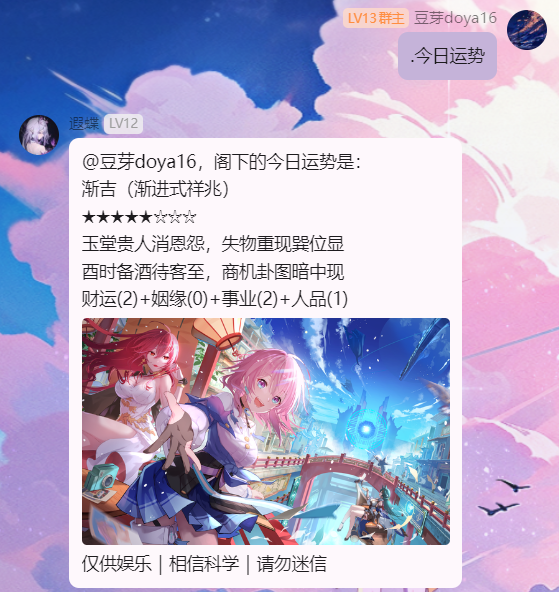 LV13 群主 豆芽doya16
.今日运势
遐蝶 LV12
@豆芽doya16，阁下的今日运势是：
渐吉（渐进式祥兆）
★★★★★☆☆☆
玉堂贵人消恩怨，失物重现巽位显
酉时备酒待客至，商机卦图暗中现
财运(2)+姻缘(0)+事业(2)+人品(1)
仅供娱乐 | 相信科学 | 请勿迷信